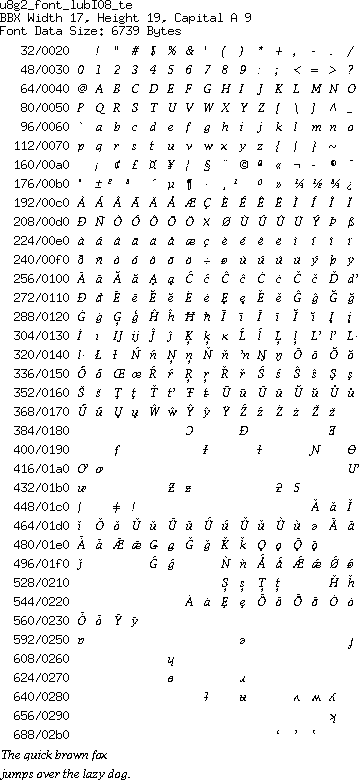 u8g2_font_lubI08_te
BBX Width 17, Height 19, Capital A 9
Font Data Size: 6739 Bytes
32/0020 ! " # $ % & ' ( ) * + , - . /
48/0030 0 1 2 3 4 5 6 7 8 9 : ; < = > ?
64/0040 @ A B C D E F G H I J K L M N O
80/0050 P Q R S T U V W X Y Z [ \ ] ^ _
96/0060 ` a b c d e f g h i j k l m n o
112/0070 p q r s t u v w x y z { | } ~
160/00a0 ¡ ¢ £ ¤ ¥ ¦ § ¨ © ª « ¬ - ® ¯
176/00b0 ° ± ² ³ ´ µ ¶ · ¸ ¹ º » ¼ ½ ¾ ¿
192/00c0 À Á Â Ã Ä Å Æ Ç È É Ê Ë Ì Í Î Ï
208/00d0 Ð Ñ Ò Ó Ô Õ Ö × Ø Ù Ú Û Ü Ý Þ ß
224/00e0 à á â ã ä å æ ç è é ê ë ì í î ï
240/00f0 ð ñ ò ó ô õ ö ÷ ø ù ú û ü ý þ ÿ
256/0100 Ā ā Ă ă Ą ą Ć ć Ĉ ĉ Ċ ċ Č č Ď ď
272/0110 Đ đ Ē ē Ĕ ĕ Ė ė Ę ę Ě ě Ĝ ĝ Ğ ğ
288/0120 Ġ ġ Ģ ģ Ĥ ĥ Ħ ħ Ĩ ĩ Ī ī Ĭ ĭ Į į
304/0130 İ ı Ĳ ĳ Ĵ ĵ Ķ ķ ĸ Ĺ ĺ Ļ ļ Ľ ľ Ŀ
320/0140 ŀ Ł ł Ń ń Ņ ņ Ň ň ŉ Ŋ ŋ Ō ō Ŏ ŏ
336/0150 Ő ő Œ œ Ŕ ŕ Ŗ ŗ Ř ř Ś ś Ŝ ŝ Ş ş
352/0160 Š š Ţ ţ Ť ť Ŧ ŧ Ũ ũ Ū ū Ŭ ŭ Ů ů
368/0170 Ű ű Ų ų Ŵ ŵ Ŷ ŷ Ÿ Ź ź Ż ż Ž ž
384/0180 Ɔ Ɖ Ǝ
400/0190 ƒ Ɨ ƚ Ɲ Ɵ
416/01a0 Ơ ơ Ư
432/01b0 ư Ƶ ƶ ƻ Ƽ
448/01c0 ǀ ǂ ǃ Ǎ ǎ Ǐ
464/01d0 ǐ Ǒ ǒ Ǔ ǔ Ǖ ǖ Ǘ ǘ Ǚ ǚ Ǜ ǜ ǝ Ǟ ǟ
480/01e0 Ǡ ǡ Ǣ ǣ Ǥ ǥ Ǧ ǧ Ǩ ǩ Ǫ ǫ Ǭ ǭ
496/01f0 ǰ Ǵ ǵ Ǹ ǹ Ǻ ǻ Ǽ ǽ Ǿ ǿ
528/0210 Ș ș Ț ț Ȟ ȟ
544/0220 Ȧ ȧ Ȩ ȩ Ȫ ȫ Ȭ ȭ Ȯ ȯ
560/0230 Ȱ ȱ Ȳ ȳ
592/0250 ɐ ə ɟ
608/0260 ɥ
624/0270 ɵ ɹ
640/0280 ʇ ʉ ʌ ʍ ʎ
656/0290 ʞ
688/02b0 ʻ ʼ ʽ
The quick brown fox
jumps over the lazy dog.